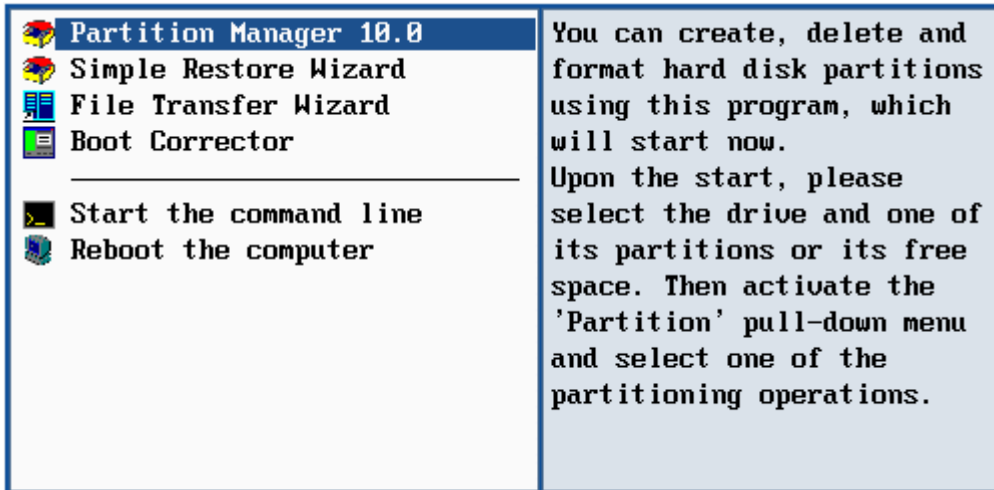 Partition Manager 10.0
Simple Restore Wizard
File Transfer Wizard
Boot Corrector
Start the command line
Reboot the computer
You can create, delete and
format hard disk partitions
using this program, which
will start now.
Upon the start, please
select the drive and one of
its partitions or its free
space. Then activate the
'Partition' pull-down menu
and select one of the
partitioning operations.